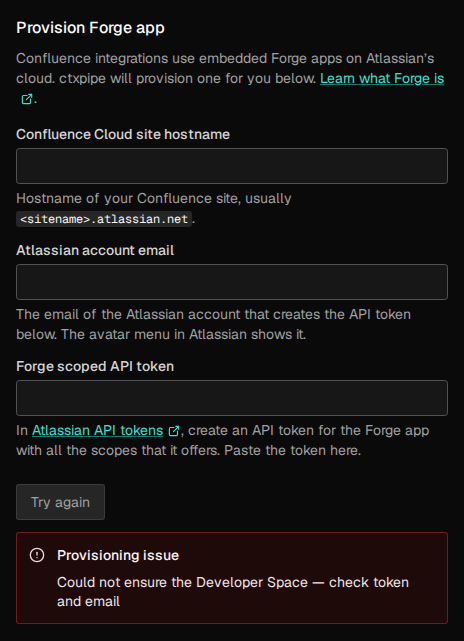 Provision Forge app
Confluence integrations use embedded Forge apps on Atlassian's
cloud. ctxpipe will provision one for you below. Learn what Forge is
.
Confluence Cloud site hostname
Hostname of your Confluence site, usually
<sitename>.atlassian.net.
Atlassian account email
The email of the Atlassian account that creates the API token
below. The avatar menu in Atlassian shows it.
Forge scoped API token
In Atlassian API tokens , create an API token for the Forge app
with all the scopes that it offers. Paste the token here.
Try again
Provisioning issue
Could not ensure the Developer Space — check token
and email